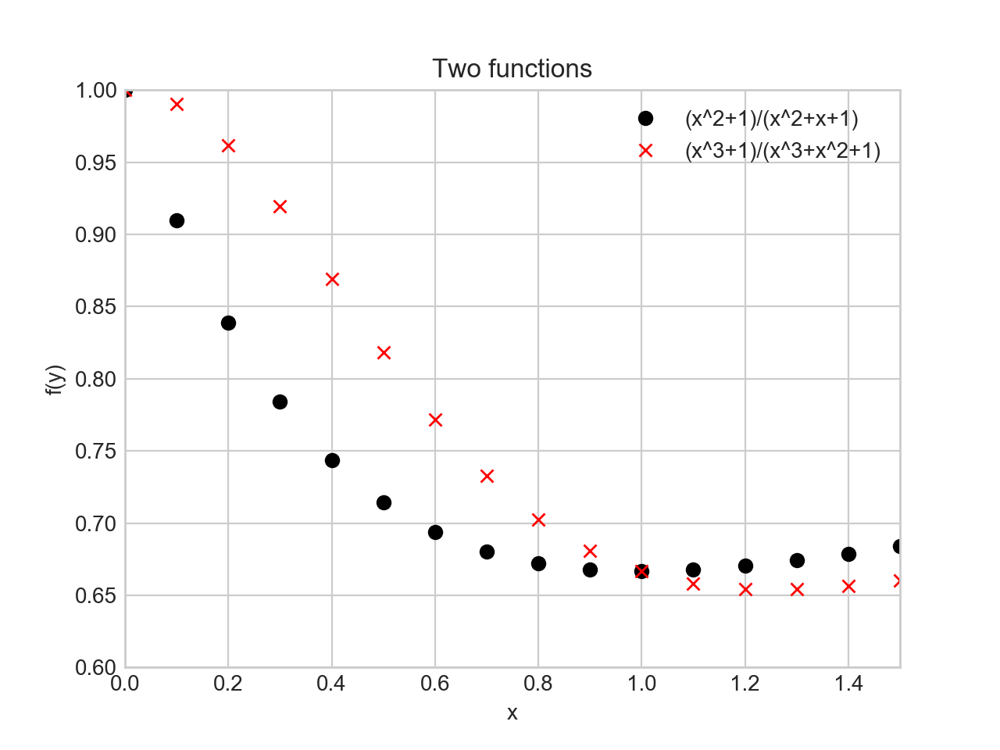 Two functions
1.00
0.95
0.90
0.85
0.80
0.75
0.70
0.65
0.60
f(y)
(x^2+1)/(x^2+x+1)
(x^3+1)/(x^3+x^2+1)
0.0 0.2 0.4 0.6 0.8 1.0 1.2 1.4
x